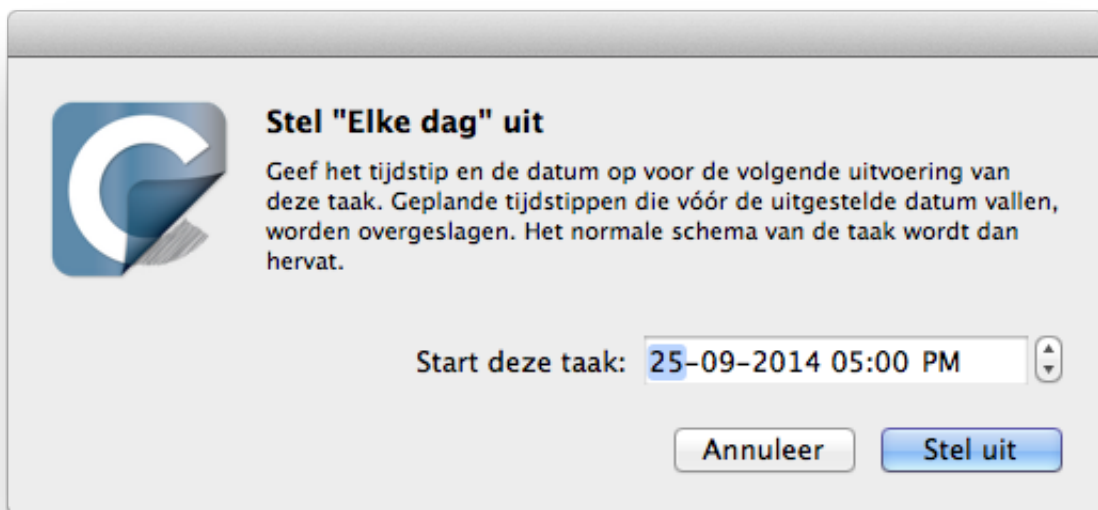 Stel "Elke dag" uit
Geef het tijdstip en de datum op voor de volgende uitvoering van
deze taak. Geplande tijdstippen die vóór de uitgestelde datum vallen,
worden overgeslagen. Het normale schema van de taak wordt dan
hervat.
Start deze taak: 25-09-2014 05:00 PM
Annuleer Stel uit